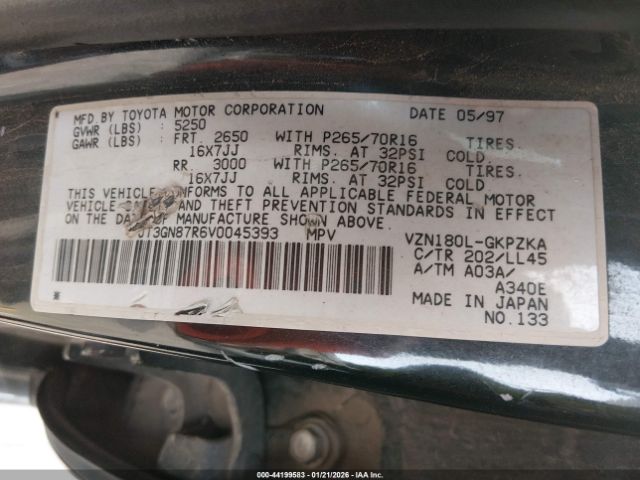 MFD.BY TOYOTA MOTOR CORPORATION DATE 05/97
GVWR (LBS) : 5250
GAWR (LBS) : FRT. 2650 WITH P265/70R16 TIRES.
16X7JJ RIMS. AT 32PSI COLD.
RR. 3000 WITH P265/70R16 TIRES.
16X7JJ RIMS. AT 32PSI COLD.
THIS VEHICLE CONFORMS TO ALL APPLICABLE FEDERAL MOTOR
VEHICLE SAFETY AND THEFT PREVENTION STANDARDS IN EFFECT
ON THE DATE OF MANUFACTURE SHOWN ABOVE.
JT3GN87R6V0045393 MPV VZN180L-GKPZKA
C/TR 202/LL45
A/TM A03A/
A340E
MADE IN JAPAN
NO.133
000-44199583 - 01/21/2026 - COPART, INC.